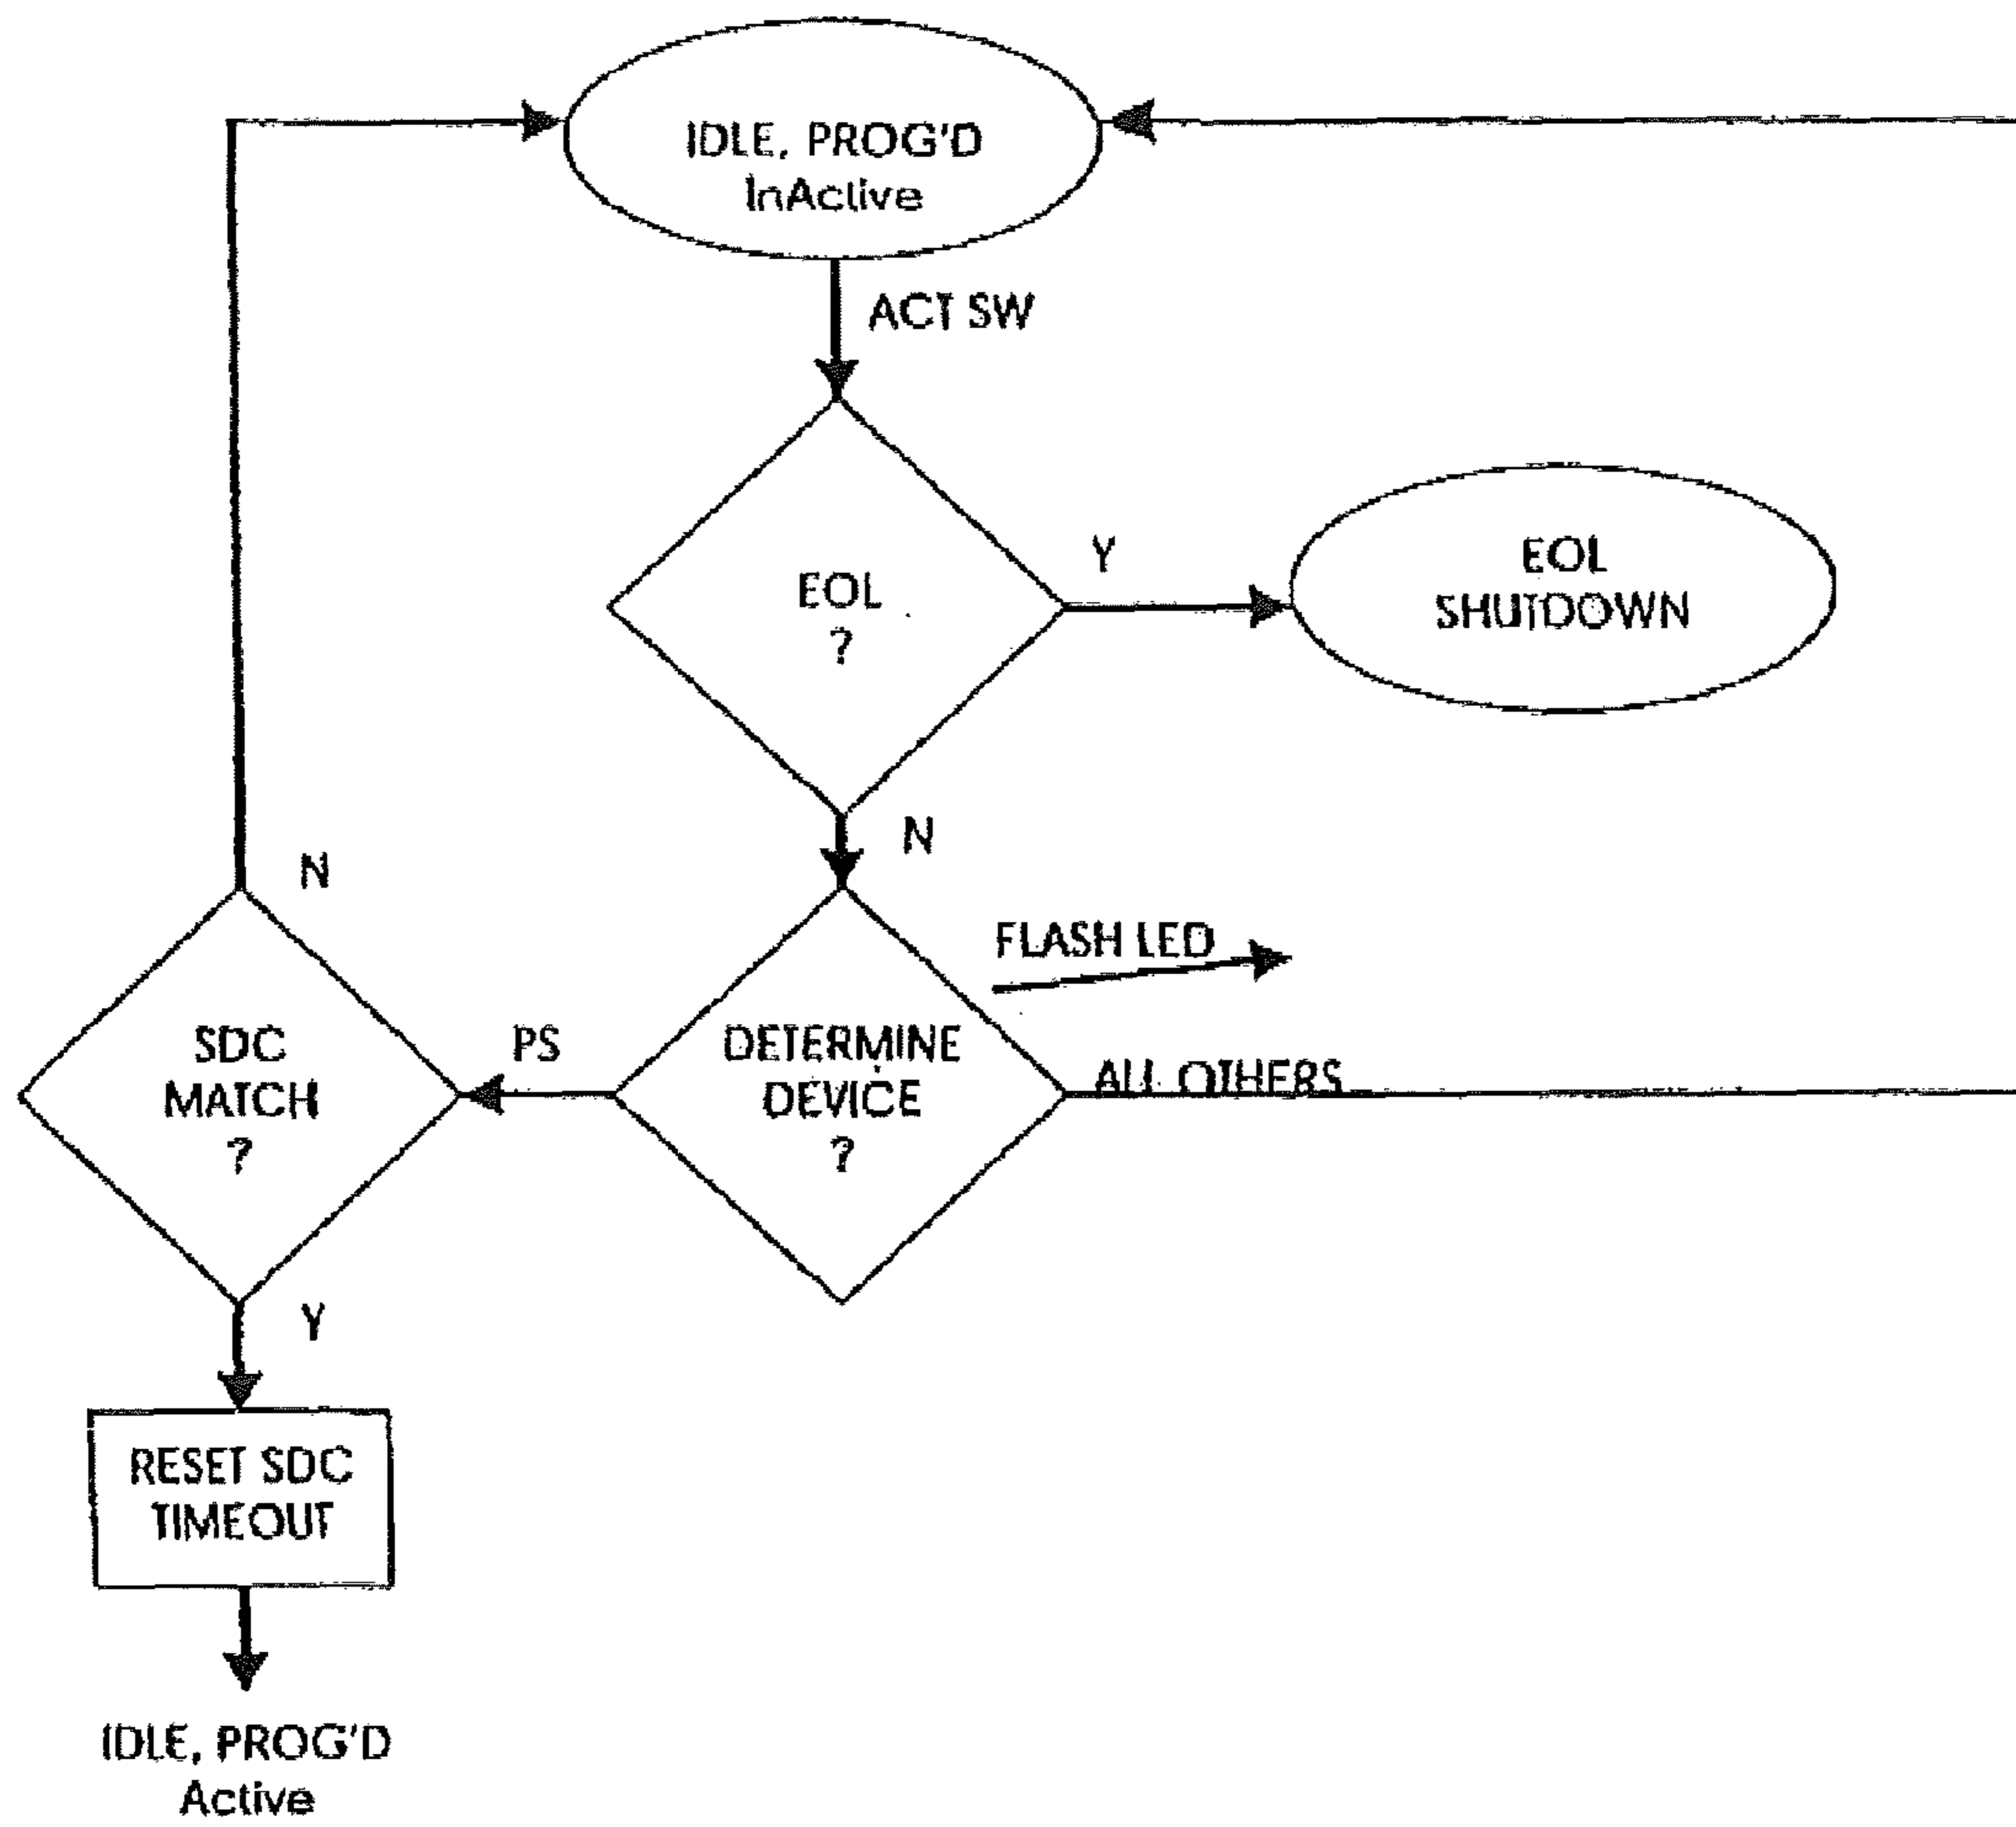 IDLE, PROG'D
InActive
ACT SW
EOL
?
Y
EOL
SHUTDOWN
N
N
FLASH LED
SDC
MATCH
?
PS
DETERMINE
DEVICE
?
ALL OTHERS
Y
RESET SDC
TIMEOUT
IDLE, PROG'D
Active